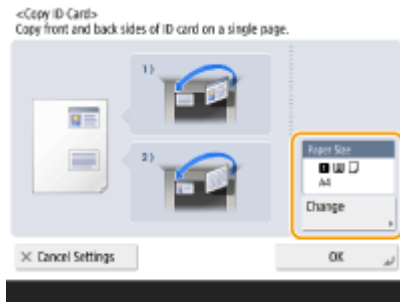 <Copy ID Card>
Copy front and back sides of ID card on a single page.
1)
2)
Paper Size
1
A4
Change
× Cancel Settings
OK